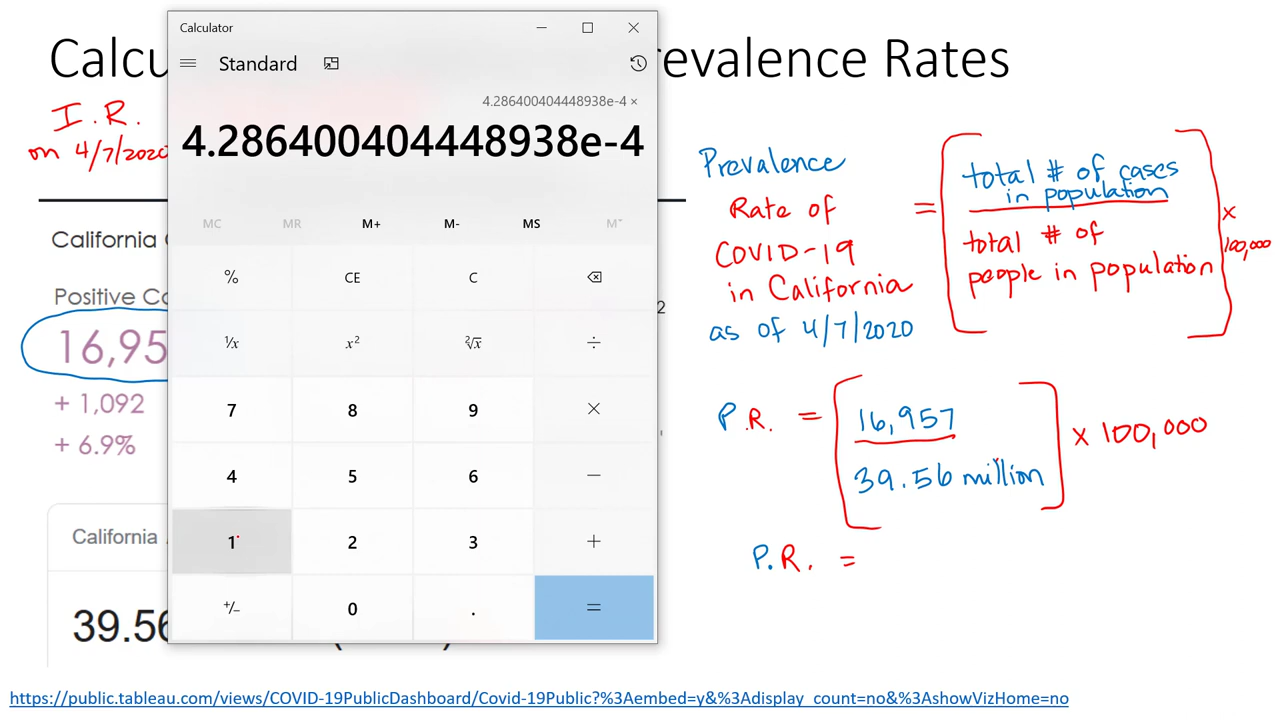 Calculator
Standard
4.286400404448938e-4 ×
4.286400404448938e-4
MC MR M+ M- MS M˅
% CE C
¹/x x² ²√x ÷
7 8 9 ×
4 5 6 −
1 2 3 +
+/− 0 . =
Calcu
evalence Rates
I.R.
on 4/7/2020
California
Positive Ca
16,95
+ 1,092
+ 6.9%
California
39.56
2
Prevalence
Rate of
COVID-19
in California
as of 4/7/2020
=
total # of cases
in population
total # of
people in population
×
100,000
P.R. = [ 16,957
39.56 million ] × 100,000
P.R. =
https://public.tableau.com/views/COVID-19PublicDashboard/Covid-19Public?%3Aembed=y&%3Adisplay_count=no&%3AshowVizHome=no